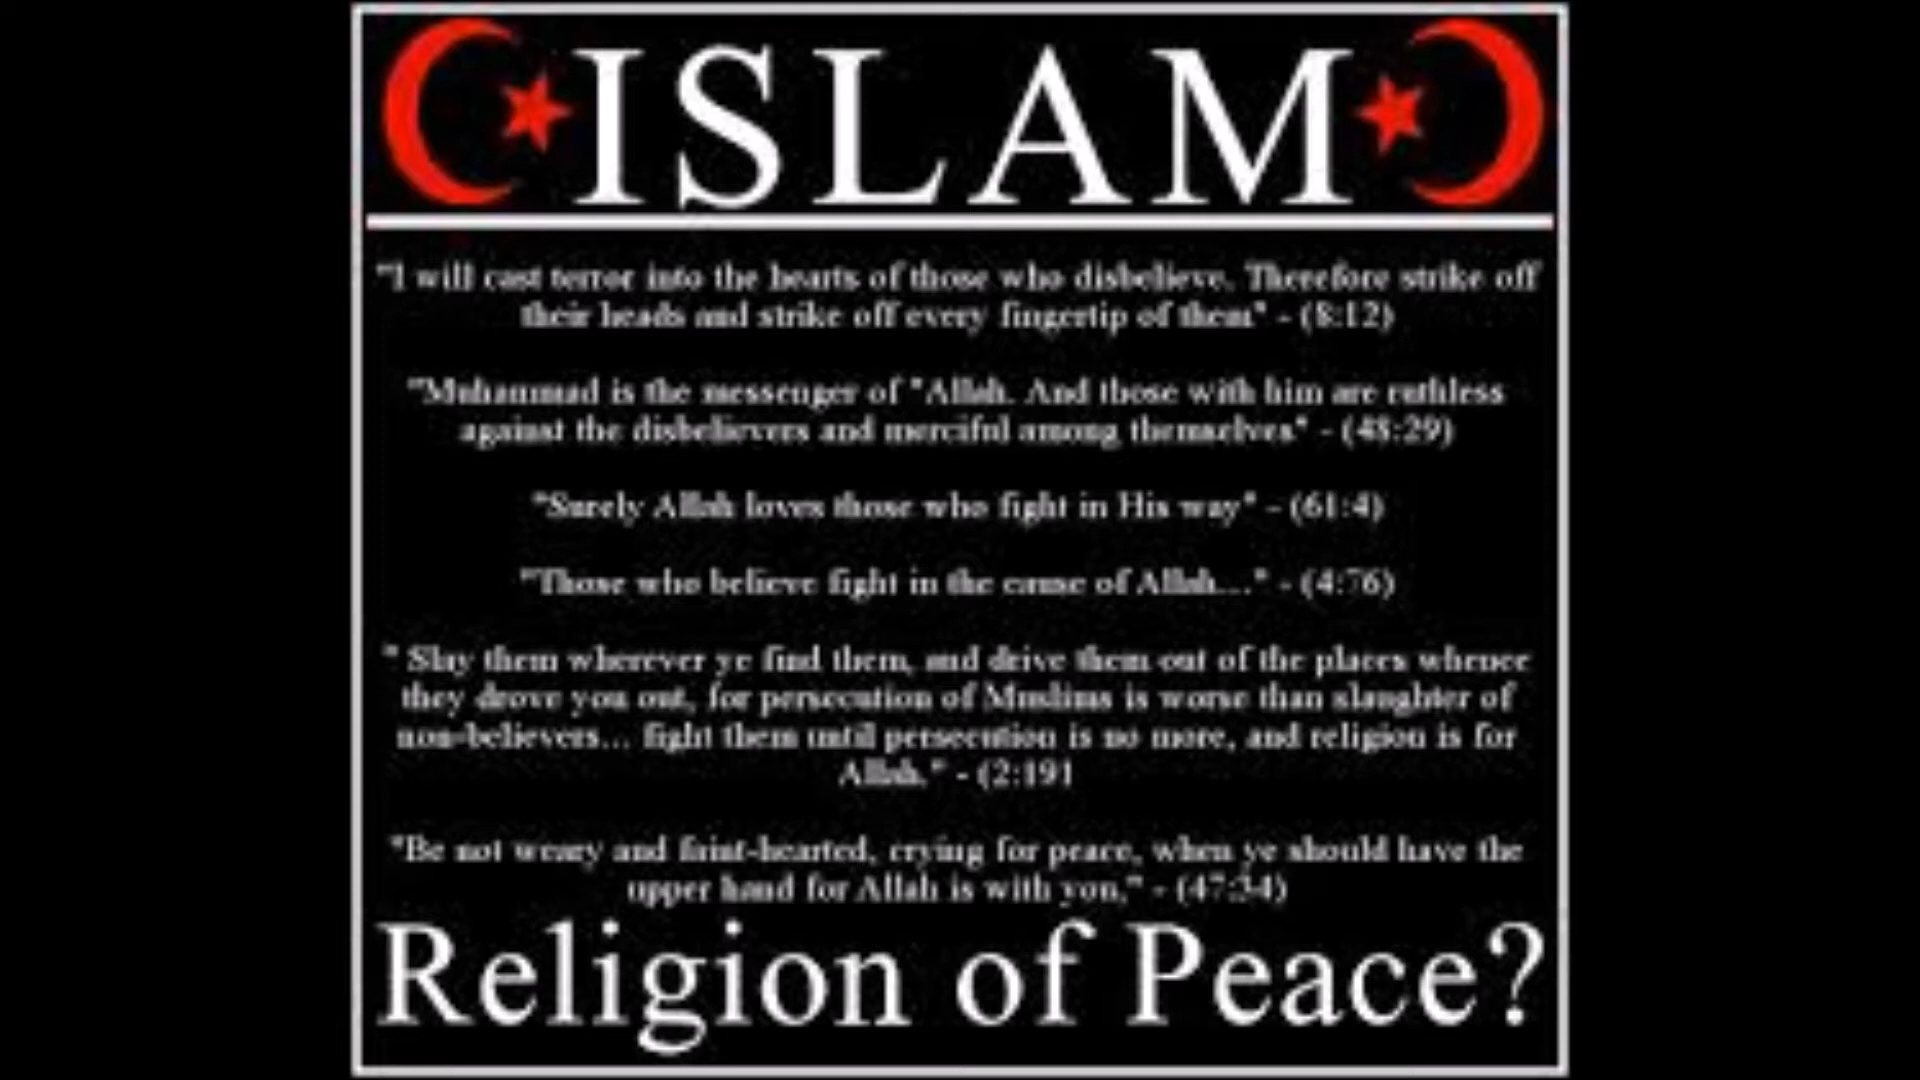 ISLAM
"I will cast terror into the hearts of those who disbelieve. Therefore strike off
their heads and strike off every fingertip of them" - (8:12)
"Muhammad is the messenger of "Allah. And those with him are ruthless
against the disbelievers and merciful among themselves" - (48:29)
"Surely Allah loves those who fight in His way" - (61:4)
"Those who believe fight in the cause of Allah...." - (4:76)
" Slay them wherever ye find them, and drive them out of the places whence
they drove you out, for persecution of Muslims is worse than slaughter of
non-believers... fight them until persecution is no more, and religion is for
Allah." - (2:191
"Be not weary and faint-hearted, crying for peace, when ye should have the
upper hand for Allah is with you," - (47:34)
Religion of Peace?